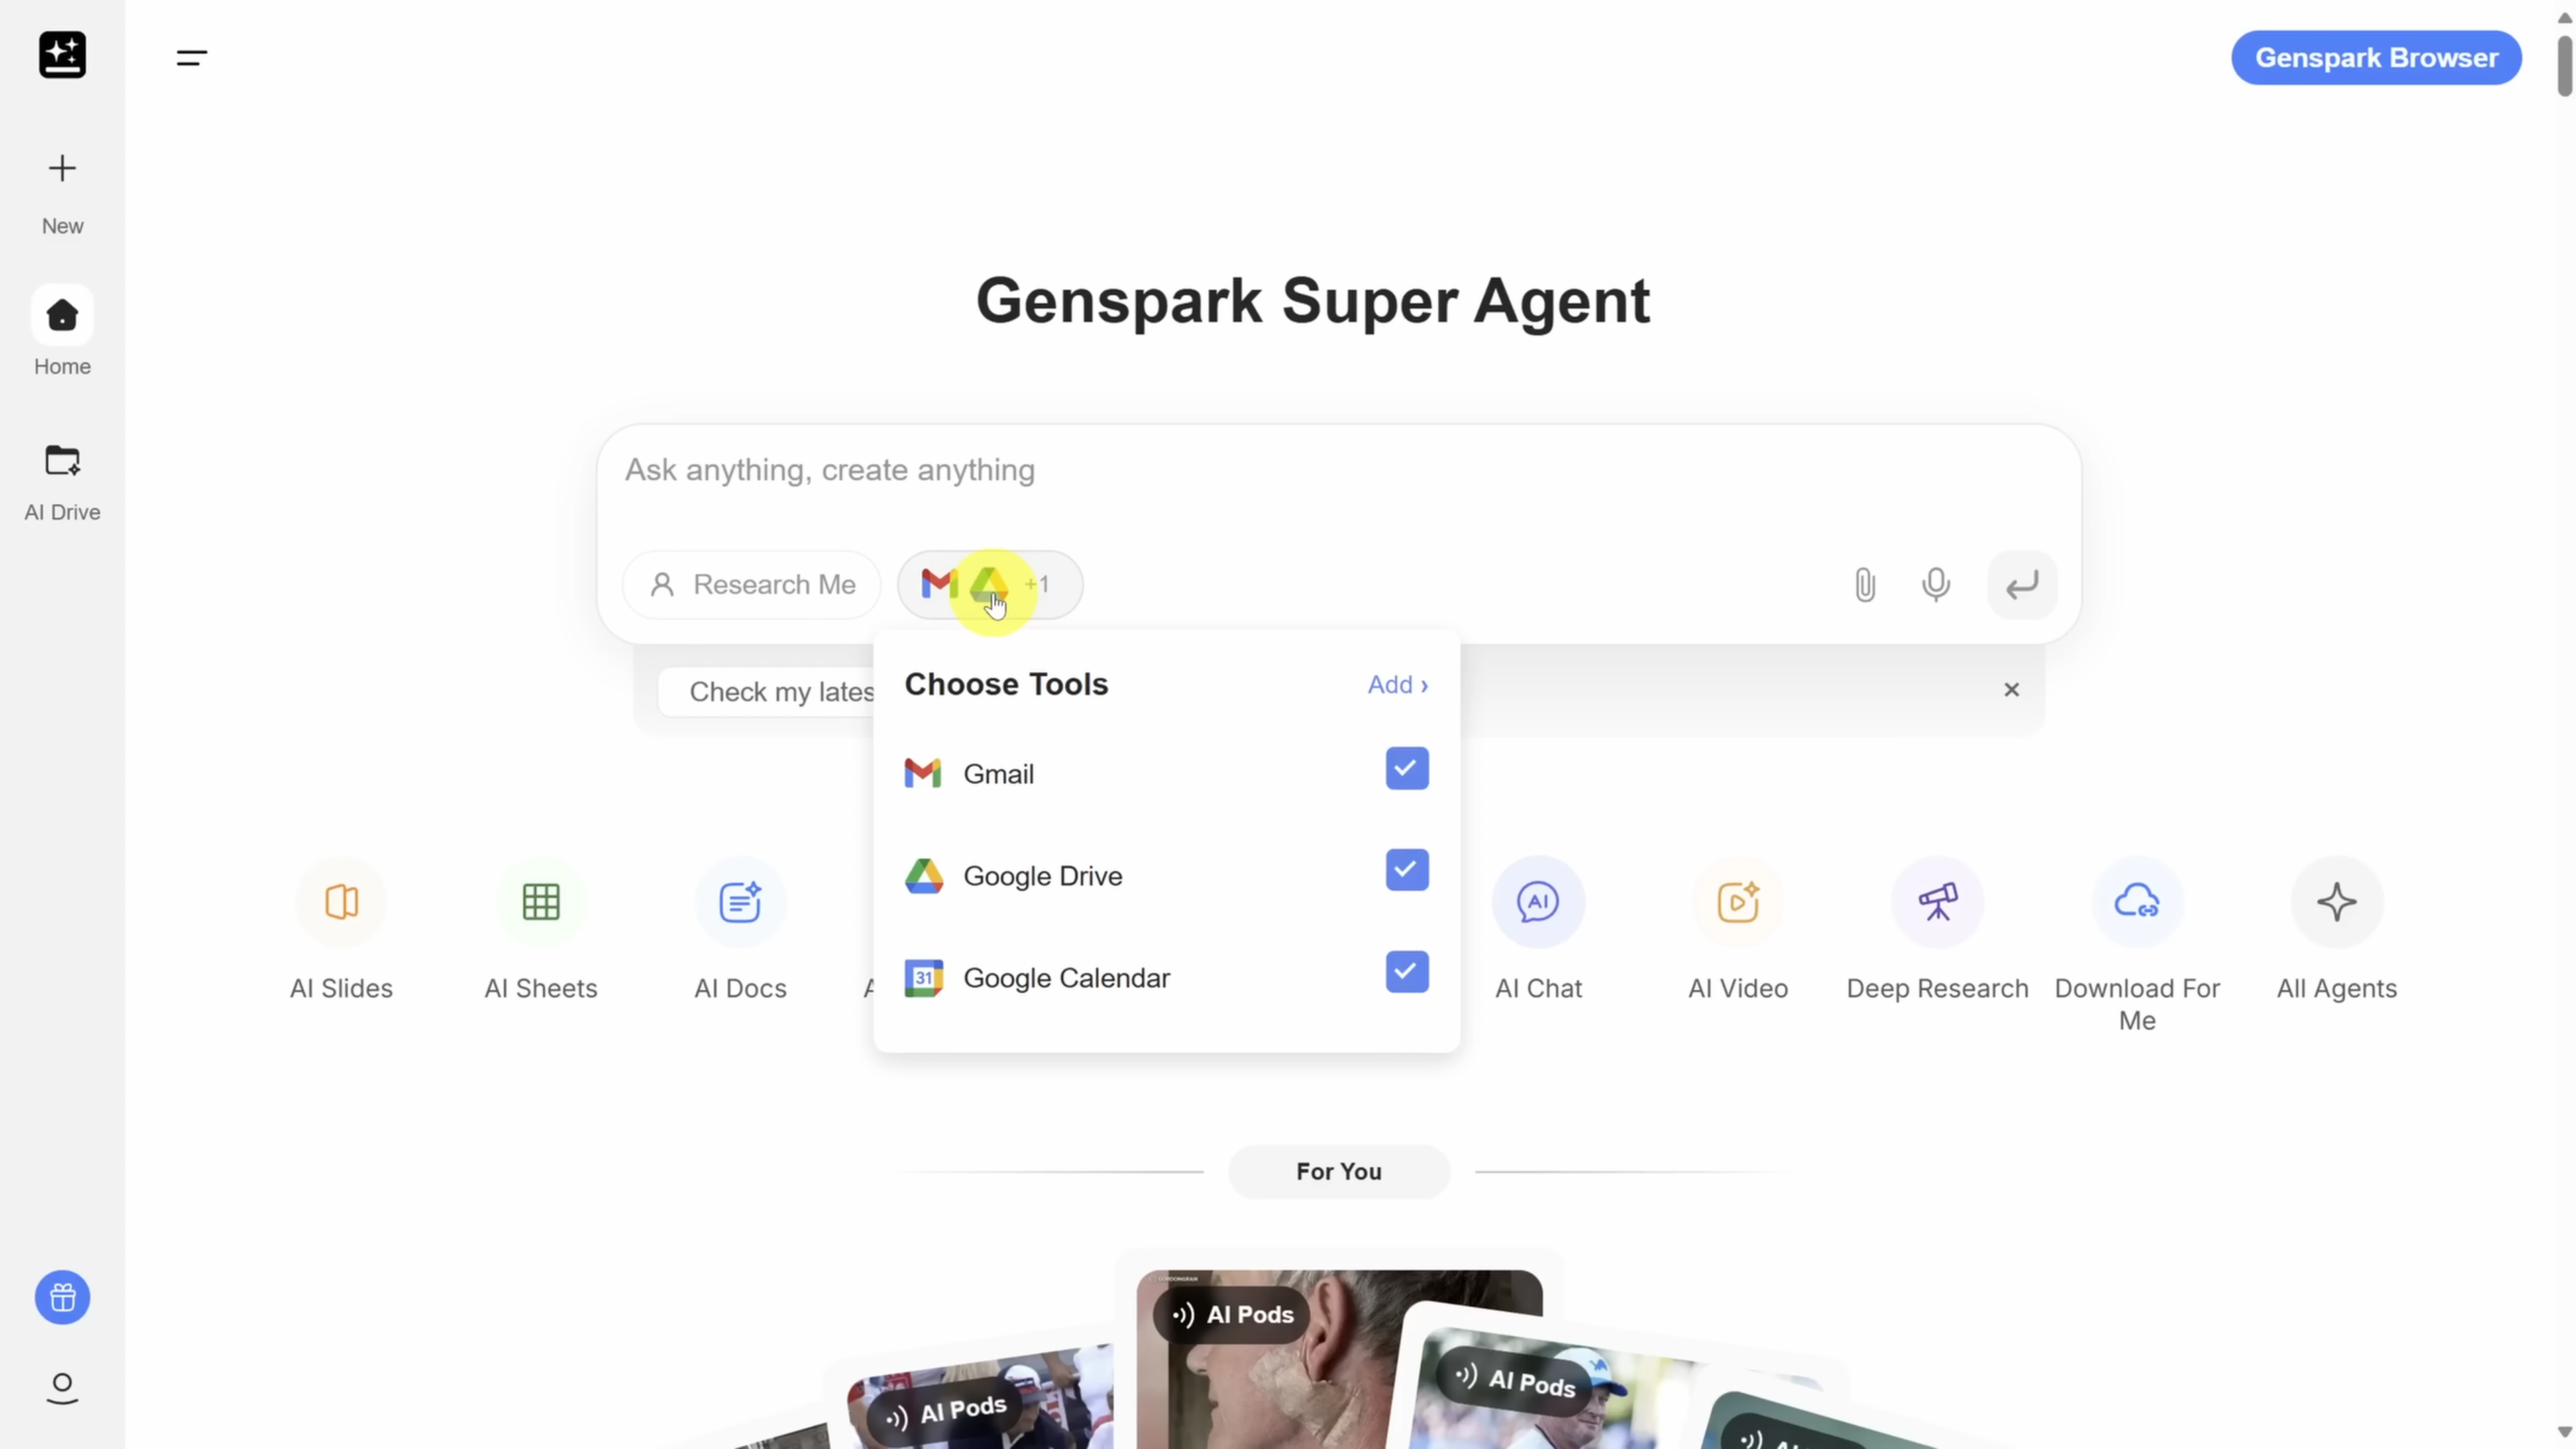 Genspark Browser
New
Home
AI Drive
Genspark Super Agent
Ask anything, create anything
Research Me
+1
Check my lates
Choose Tools
Add ›
Gmail
Google Drive
31
Google Calendar
AI Slides
AI Sheets
AI Docs
AI
AI Chat
AI Video
Deep Research
Download For
Me
All Agents
For You
AI Pods
AI Pods
AI Pods